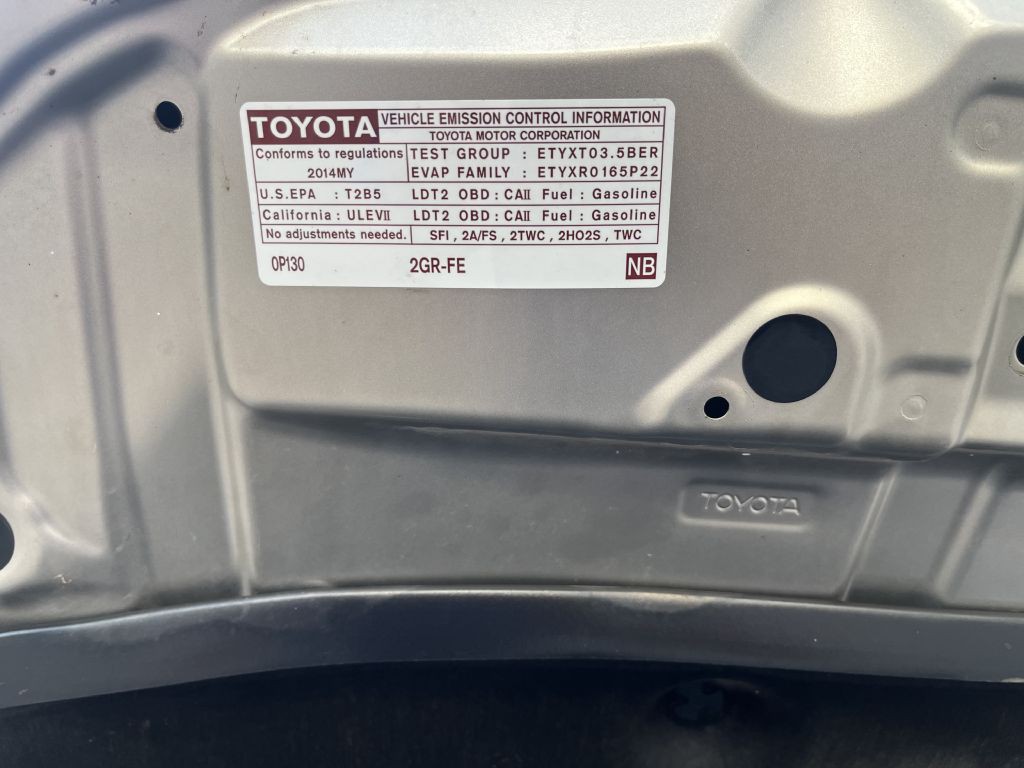 TOYOTA VEHICLE EMISSION CONTROL INFORMATION
TOYOTA MOTOR CORPORATION
Conforms to regulations TEST GROUP : ETYXT03.5BER
2014MY EVAP FAMILY : ETYXR0165P22
U.S.EPA : T2B5 LDT2 OBD : CAII Fuel : Gasoline
California : ULEVII LDT2 OBD : CAII Fuel : Gasoline
No adjustments needed. SFI , 2A/FS , 2TWC , 2HO2S , TWC
0P130 2GR-FE NB
TOYOTA